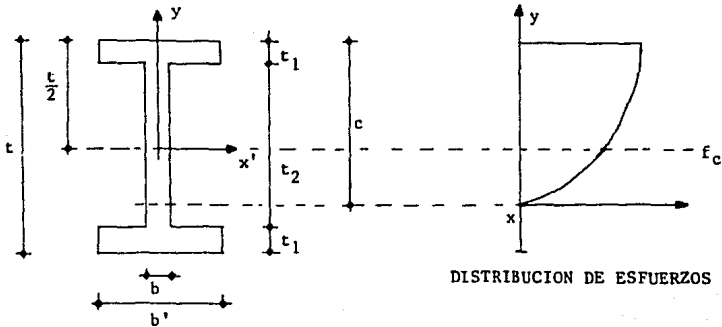 y
y
t₁
t/2
c
t
x'
f_c
t₂
x
t₁
b
b'
DISTRIBUCION DE ESFUERZOS